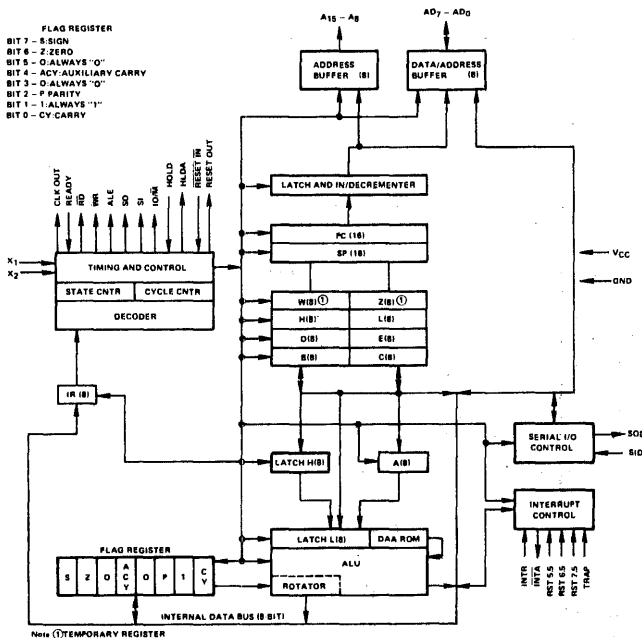 FLAG REGISTER
BIT 7 – S:SIGN
BIT 6 – Z:ZERO
BIT 5 – O:ALWAYS "0"
BIT 4 – ACY:AUXILIARY CARRY
BIT 3 – O:ALWAYS "0"
BIT 2 – P PARITY
BIT 1 – 1:ALWAYS "1"
BIT 0 – CY:CARRY
A15 – A8
AD7 – AD0
ADDRESS
BUFFER (8)
DATA/ADDRESS
BUFFER (8)
CLK OUT
READY
RD
WR
ALE
S0
S1
IO/M
HOLD
HLDA
RESET IN
RESET OUT
LATCH AND IN/DECREMENTER
X1
X2
TIMING AND CONTROL
STATE CNTR
CYCLE CNTR
DECODER
PC (16)
SP (16)
VCC
GND
W(8)①
Z(8)①
H(8)
L(8)
D(8)
E(8)
B(8)
C(8)
IR (8)
SERIAL I/O
CONTROL
SOD
SID
LATCH H(8)
A(8)
INTERRUPT
CONTROL
INTR
INTA
RST 5.5
RST 6.5
RST 7.5
TRAP
LATCH L(8)
DAA ROM
ALU
FLAG REGISTER
S Z O ACY O P 1 CY
ROTATOR
INTERNAL DATA BUS (8 BIT)
Note ①TEMPORARY REGISTER